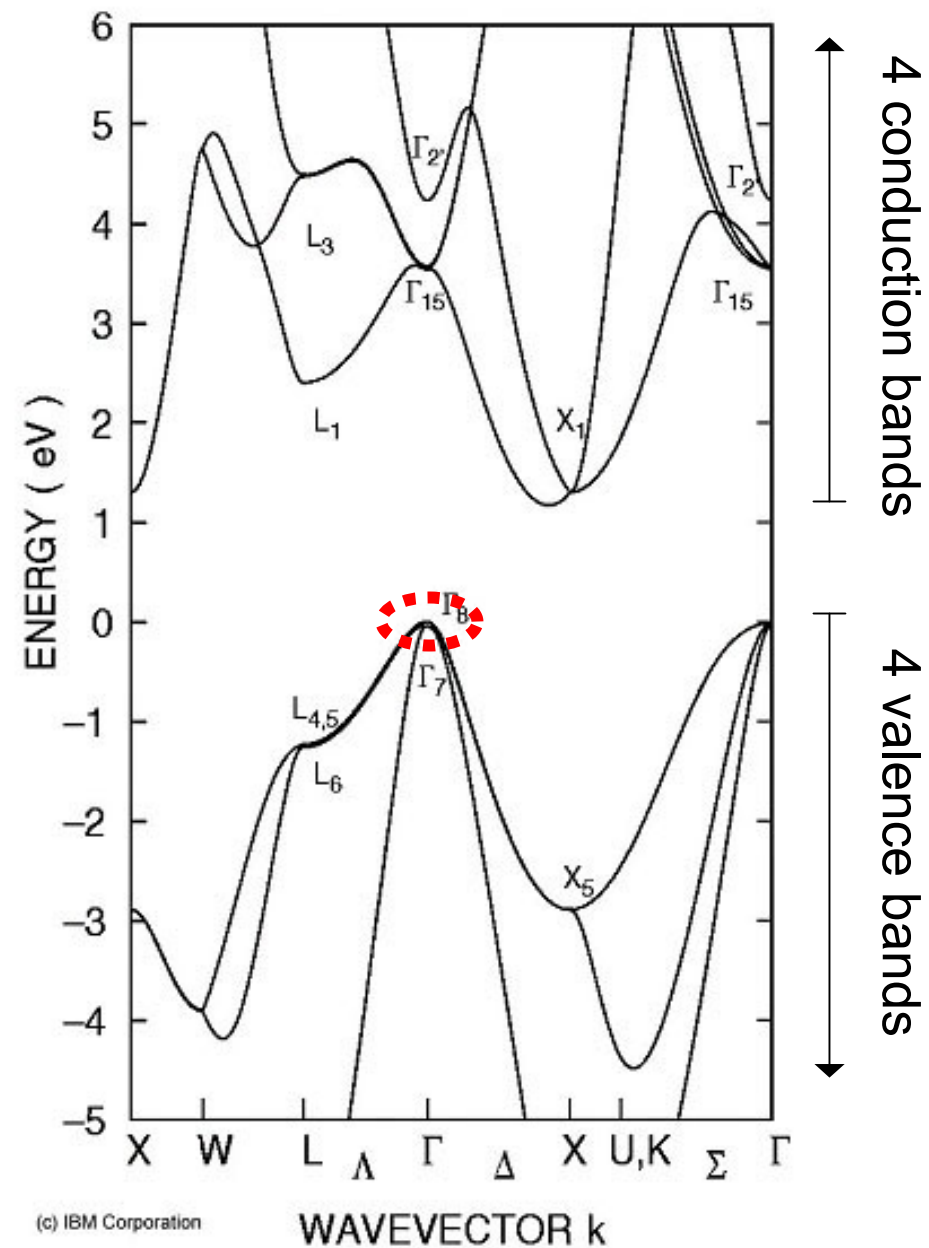 6
5
4
3
2
1
0
−1
−2
−3
−4
−5
ENERGY ( eV )
Γ2'
Γ2'
L3
Γ15
Γ15
L1
X1
Γ8
Γ7
L4,5
L6
X5
X W L Λ Γ Δ X U,K Σ Γ
WAVEVECTOR k
(c) IBM Corporation
4 conduction bands
4 valence bands